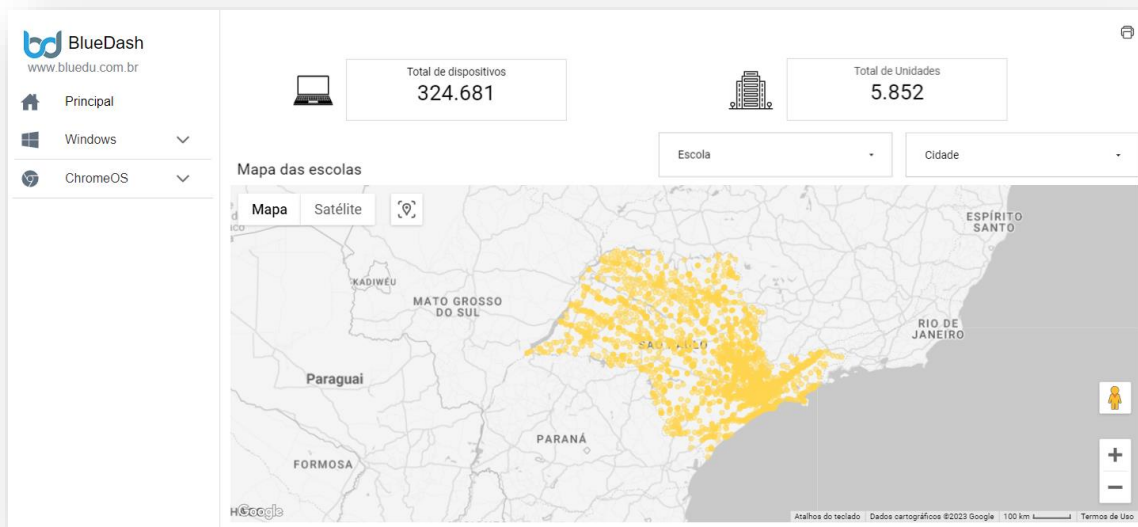 BlueDash
www.bluedu.com.br
Principal
Windows
ChromeOS
Total de dispositivos
324.681
Total de Unidades
5.852
Escola
Cidade
Mapa das escolas
Mapa
Satélite
ESPÍRITO
SANTO
KADIWÉU
MATO GROSSO
DO SUL
RIO DE
JANEIRO
SÃO PAULO
Paraguai
PARANÁ
FORMOSA
Google
Atalhos do teclado
Dados cartográficos ©2023 Google
100 km
Termos de Uso